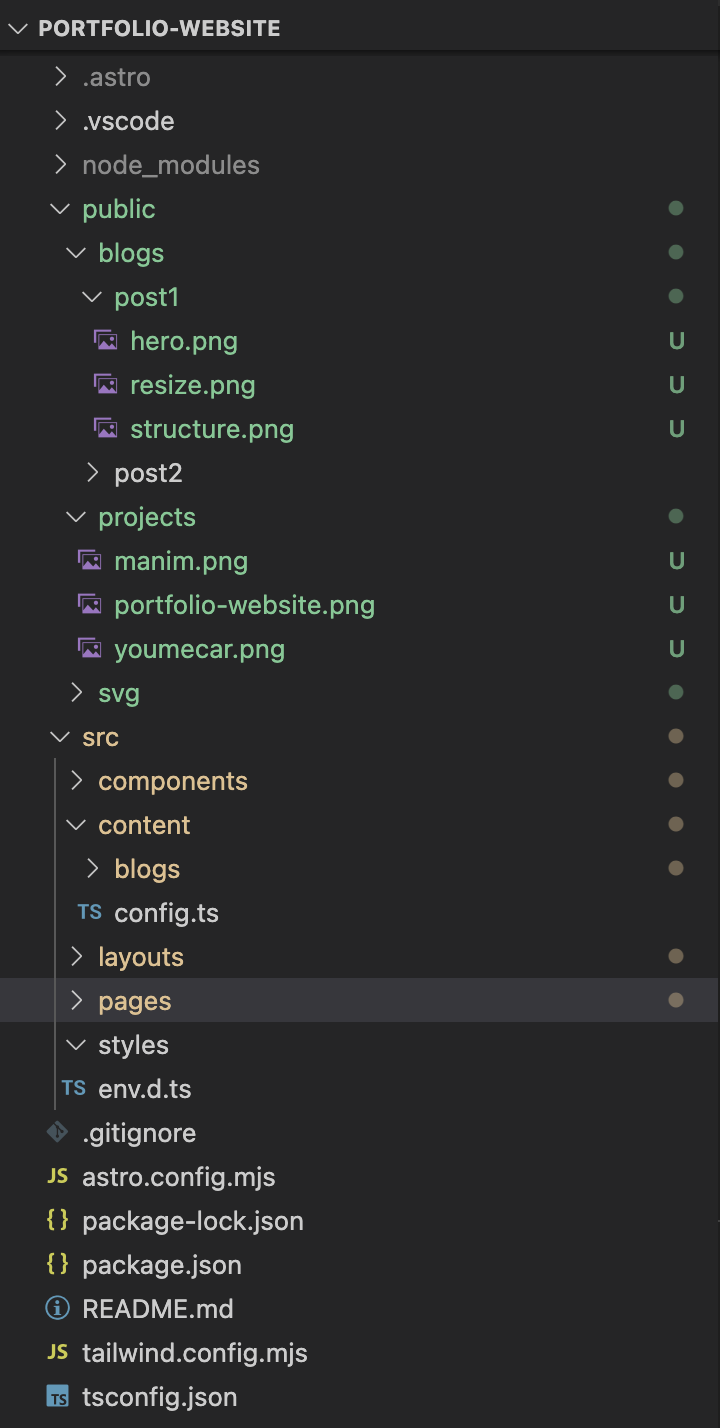 PORTFOLIO-WEBSITE
.astro
.vscode
node_modules
public
blogs
post1
hero.png U
resize.png U
structure.png U
post2
projects
manim.png U
portfolio-website.png U
youmecar.png U
svg
src
components
content
blogs
TS config.ts
layouts
pages
styles
TS env.d.ts
.gitignore
JS astro.config.mjs
{} package-lock.json
{} package.json
README.md
JS tailwind.config.mjs
TS tsconfig.json